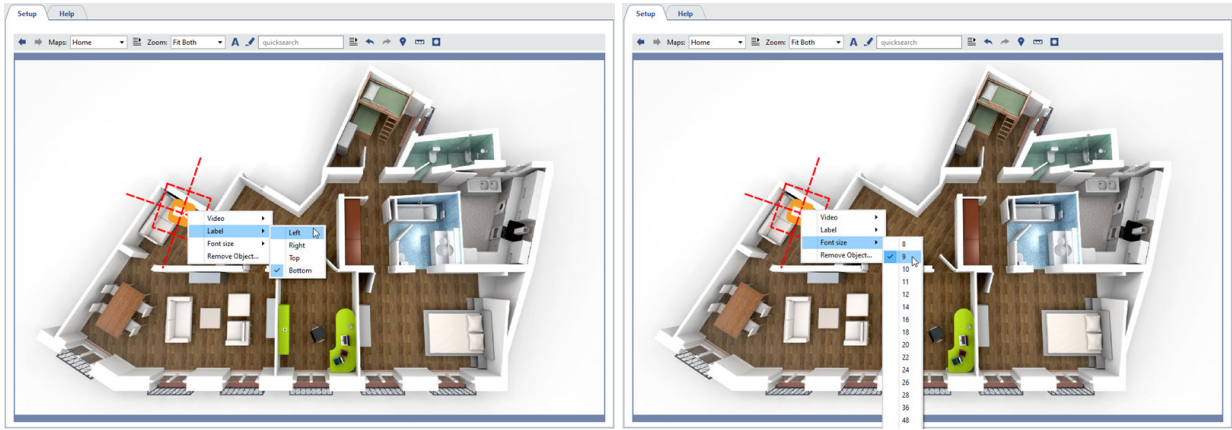 Setup Help
Maps: Home Zoom: Fit Both A quicksearch
Video
Label
Font size
Remove Object...
Left
Right
Top
Bottom
Setup Help
Maps: Home Zoom: Fit Both A quicksearch
Video
Label
Font size
Remove Object...
8
9
10
11
12
14
16
18
20
22
24
26
28
36
48